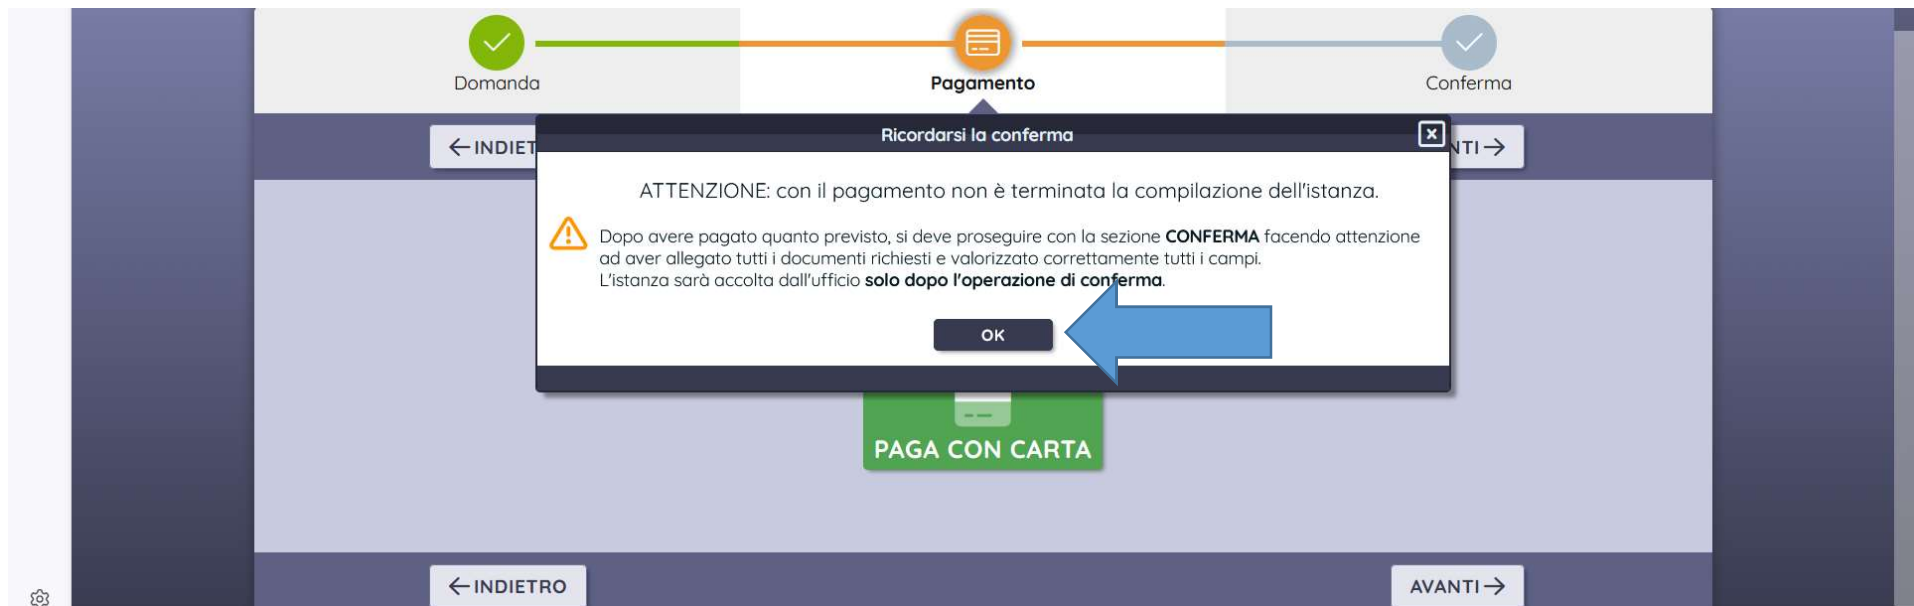 Domanda
Pagamento
Conferma
Ricordarsi la conferma
ATTENZIONE: con il pagamento non è terminata la compilazione dell'istanza.
Dopo avere pagato quanto previsto, si deve proseguire con la sezione CONFERMA facendo attenzione
ad aver allegato tutti i documenti richiesti e valorizzato correttamente tutti i campi.
L'istanza sarà accolta dall'ufficio solo dopo l'operazione di conferma.
OK
PAGA CON CARTA
INDIETRO
AVANTI